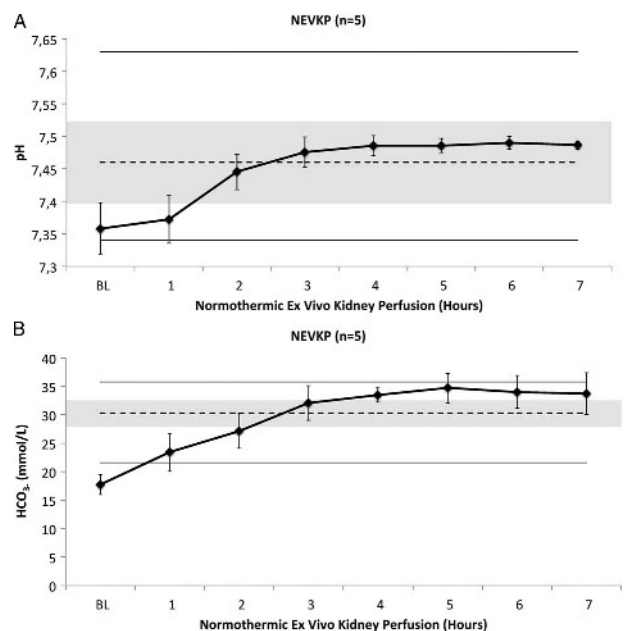 A
NEVKP (n=5)
7,65
7,6
7,55
7,5
7,45
7,4
7,35
7,3
pH
BL 1 2 3 4 5 6 7
Normothermic Ex Vivo Kidney Perfusion (Hours)
B
NEVKP (n=5)
40
35
30
25
20
15
10
5
0
HCO3- (mmol/L)
BL 1 2 3 4 5 6 7
Normothermic Ex Vivo Kidney Perfusion (Hours)